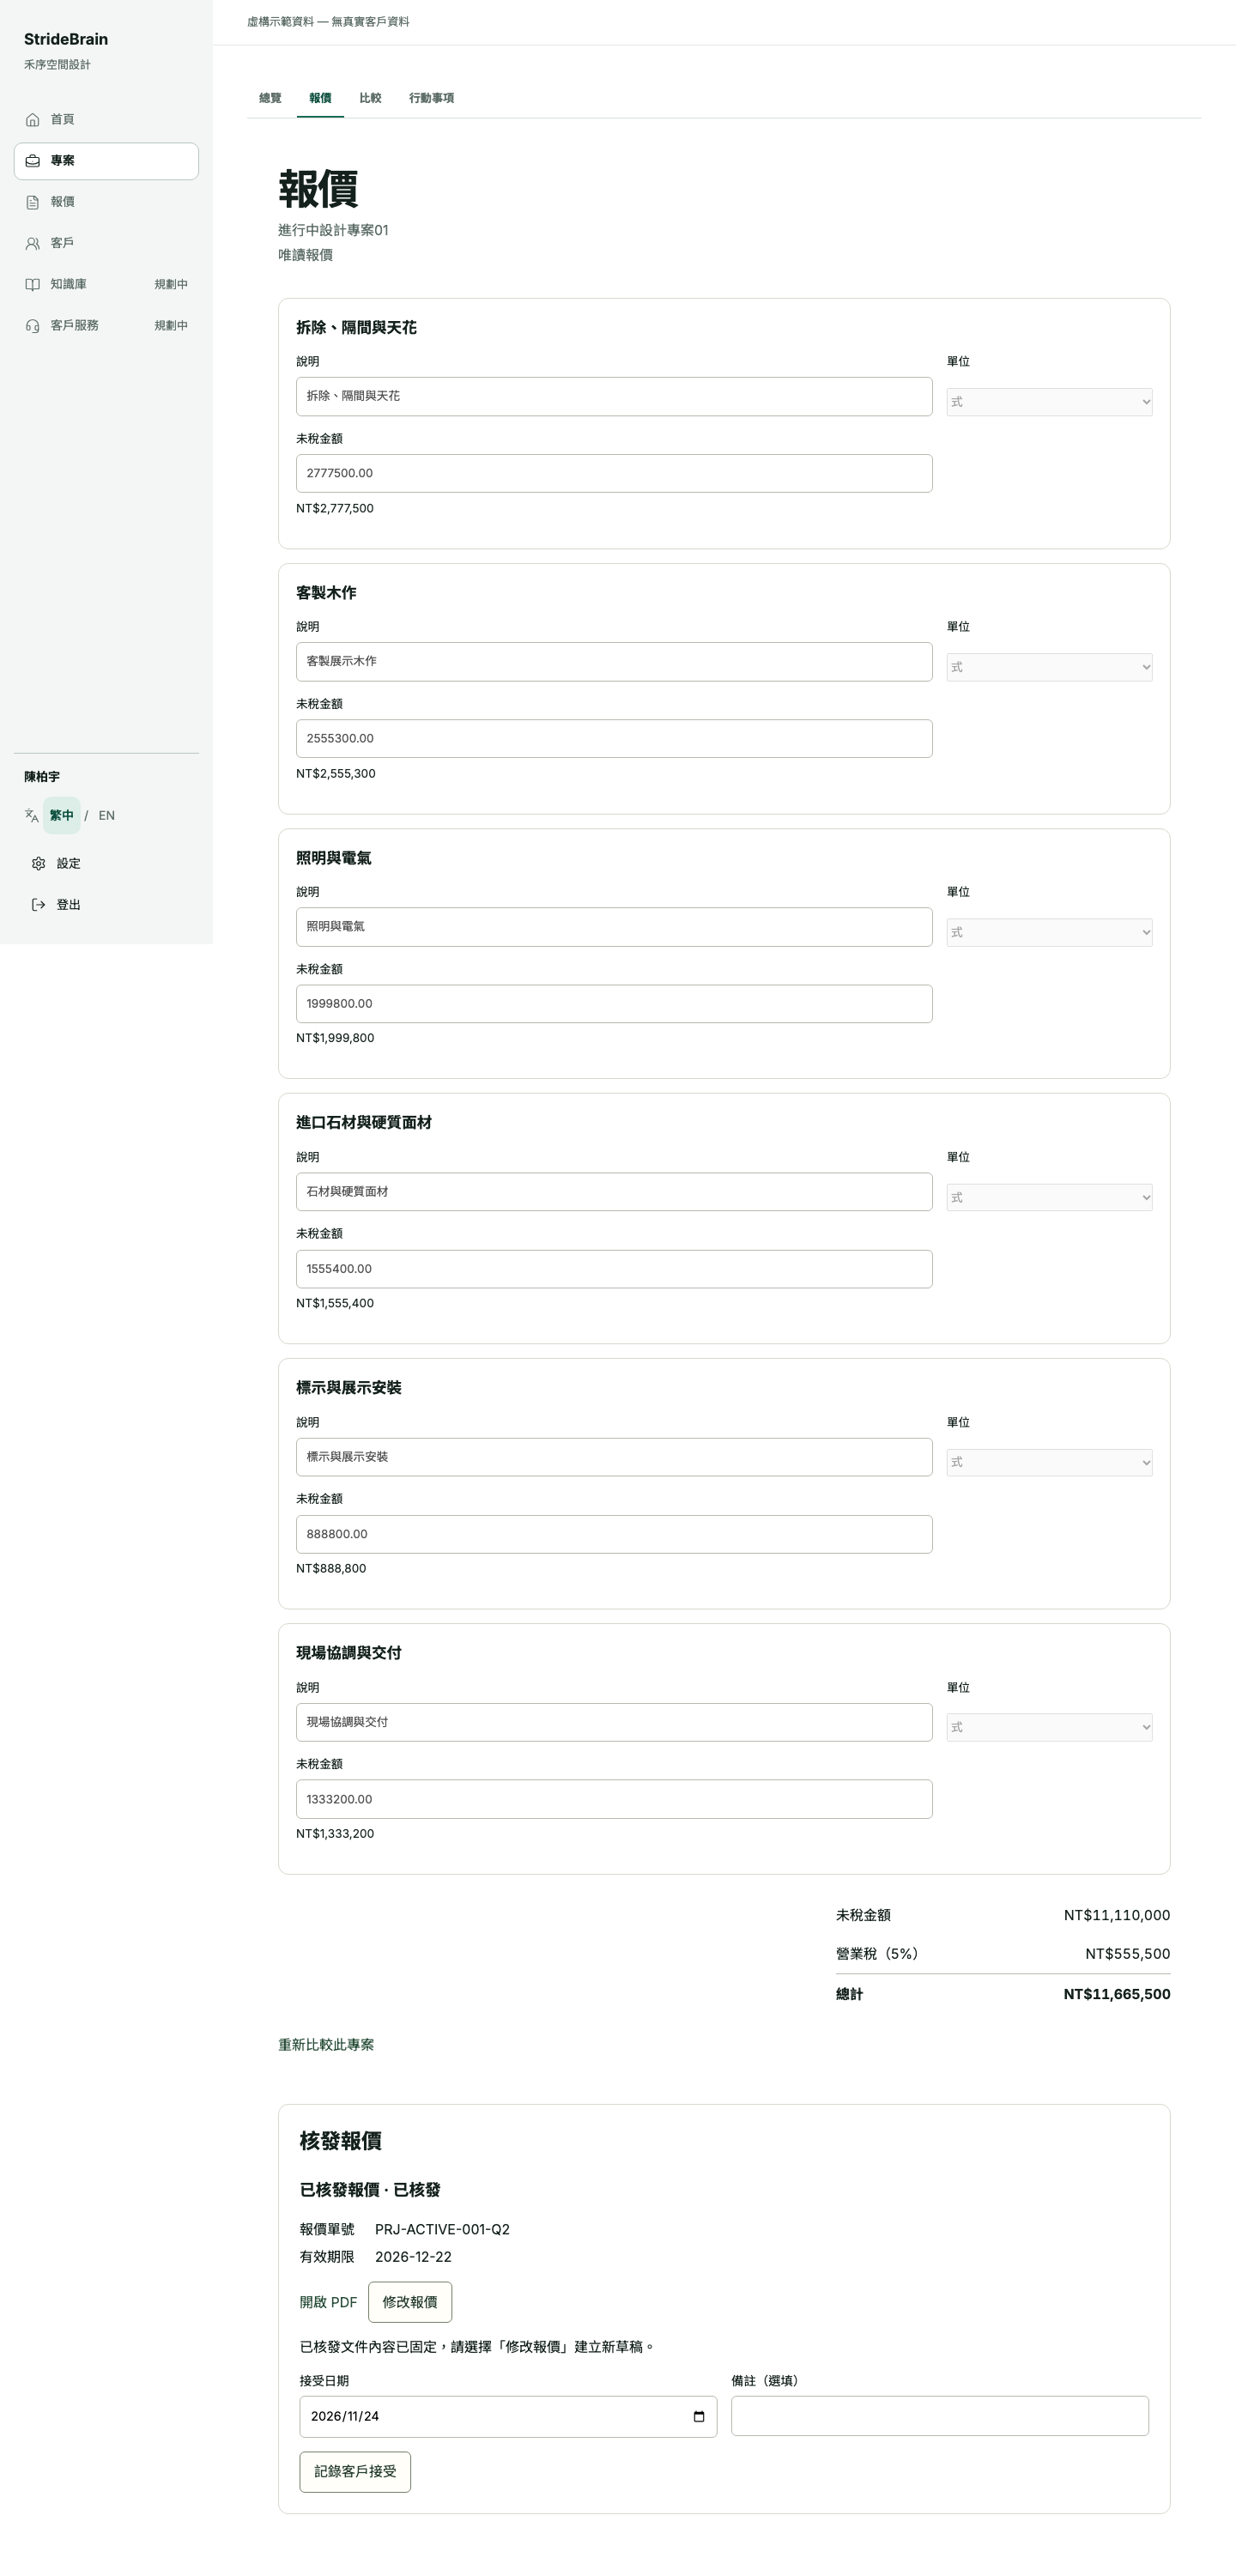 StrideBrain
禾序空間設計
首頁
專案
報價
客戶
知識庫 規劃中
客戶服務 規劃中
陳柏宇
繁中 / EN
設定
登出
虛構示範資料 — 無真實客戶資料
總覽 報價 比較 行動事項
報價
進行中設計專案01
唯讀報價
拆除、隔間與天花
說明 單位
拆除、隔間與天花 式
未稅金額
2777500.00
NT$2,777,500
客製木作
說明 單位
客製展示木作 式
未稅金額
2555300.00
NT$2,555,300
照明與電氣
說明 單位
照明與電氣 式
未稅金額
1999800.00
NT$1,999,800
進口石材與硬質面材
說明 單位
石材與硬質面材 式
未稅金額
1555400.00
NT$1,555,400
標示與展示安裝
說明 單位
標示與展示安裝 式
未稅金額
888800.00
NT$888,800
現場協調與交付
說明 單位
現場協調與交付 式
未稅金額
1333200.00
NT$1,333,200
未稅金額 NT$11,110,000
營業稅（5%） NT$555,500
總計 NT$11,665,500
重新比較此專案
核發報價
已核發報價 · 已核發
報價單號 PRJ-ACTIVE-001-Q2
有效期限 2026-12-22
開啟 PDF 修改報價
已核發文件內容已固定，請選擇「修改報價」建立新草稿。
接受日期 備註（選填）
2026/11/24
記錄客戶接受